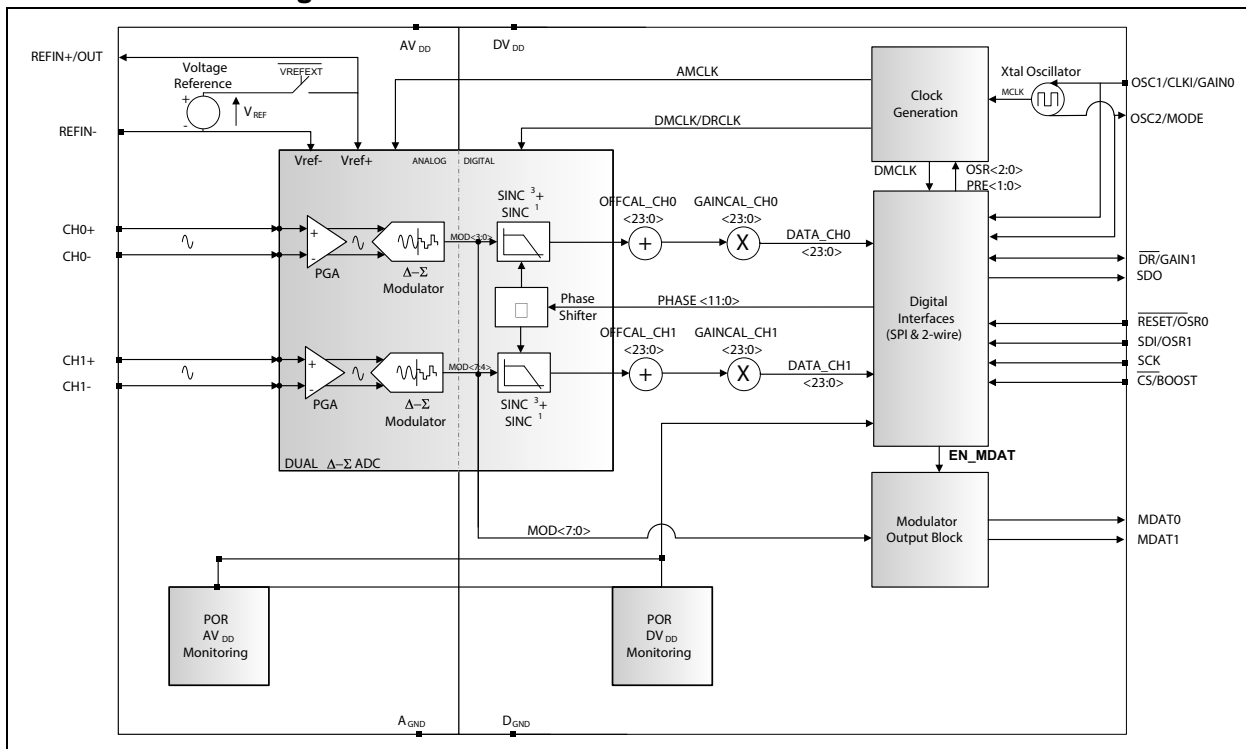 AV DD
DV DD
REFIN+/OUT
Voltage
Reference
VREFEXT
+
-
V REF
REFIN-
AMCLK
DMCLK/DRCLK
Clock
Generation
Xtal Oscillator
MCLK
OSC1/CLKI/GAIN0
OSC2/MODE
Vref-
Vref+
ANALOG
DIGITAL
DMCLK
OSR<2:0>
PRE<1:0>
CH0+
CH0-
+
-
PGA
Δ–Σ
Modulator
MOD<3:0>
SINC 3 +
SINC 1
OFFCAL_CH0
<23:0>
+
GAINCAL_CH0
<23:0>
X
DATA_CH0
<23:0>
Phase
Shifter
PHASE <11:0>
Digital
Interfaces
(SPI & 2-wire)
DR/GAIN1
SDO
RESET/OSR0
SDI/OSR1
SCK
CS/BOOST
CH1+
CH1-
+
-
PGA
Δ–Σ
Modulator
MOD<7:4>
SINC 3 +
SINC 1
OFFCAL_CH1
<23:0>
+
GAINCAL_CH1
<23:0>
X
DATA_CH1
<23:0>
DUAL Δ–Σ ADC
EN_MDAT
MOD<7:0>
Modulator
Output Block
MDAT0
MDAT1
POR
AV DD
Monitoring
POR
DV DD
Monitoring
A GND
D GND